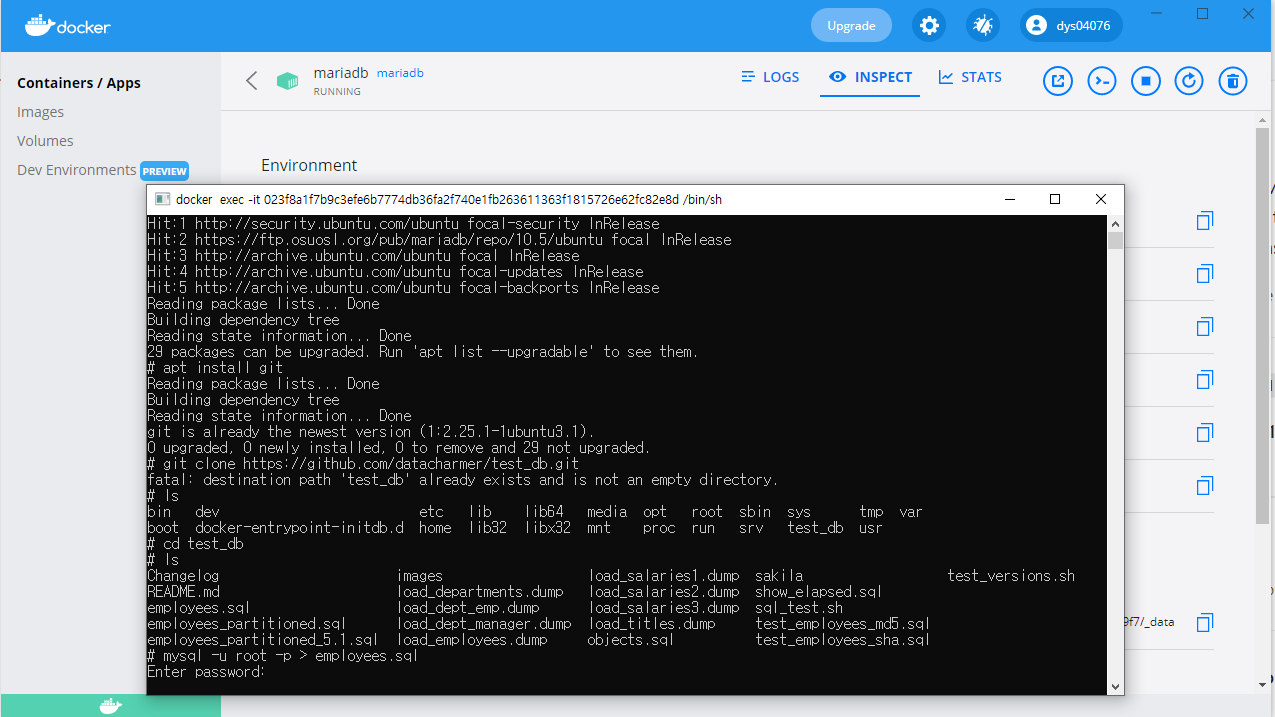 docker
Upgrade
dys04076
Containers / Apps
Images
Volumes
Dev Environments PREVIEW
mariadb mariadb
RUNNING
LOGS
INSPECT
STATS
Environment
docker exec -it 023f8a1f7b9c3efe6b7774db36fa2f740e1fb263611363f1815726e62fc82e8d /bin/sh
Hit:1 http://security.ubuntu.com/ubuntu focal-security InRelease
Hit:2 https://ftp.osuosl.org/pub/mariadb/repo/10.5/ubuntu focal InRelease
Hit:3 http://archive.ubuntu.com/ubuntu focal InRelease
Hit:4 http://archive.ubuntu.com/ubuntu focal-updates InRelease
Hit:5 http://archive.ubuntu.com/ubuntu focal-backports InRelease
Reading package lists... Done
Building dependency tree
Reading state information... Done
29 packages can be upgraded. Run 'apt list --upgradable' to see them.
# apt install git
Reading package lists... Done
Building dependency tree
Reading state information... Done
git is already the newest version (1:2.25.1-1ubuntu3.1).
0 upgraded, 0 newly installed, 0 to remove and 29 not upgraded.
# git clone https://github.com/datacharmer/test_db.git
fatal: destination path 'test_db' already exists and is not an empty directory.
# ls
bin dev etc lib lib64 media opt root sbin sys tmp var
boot docker-entrypoint-initdb.d home lib32 libx32 mnt proc run srv test_db usr
# cd test_db
# ls
Changelog images load_salaries1.dump sakila test_versions.sh
README.md load_departments.dump load_salaries2.dump show_elapsed.sql
employees.sql load_dept_emp.dump load_salaries3.dump sql_test.sh
employees_partitioned.sql load_dept_manager.dump load_titles.dump test_employees_md5.sql
employees_partitioned_5.1.sql load_employees.dump objects.sql test_employees_sha.sql
# mysql -u root -p > employees.sql
Enter password:
9f7/_data